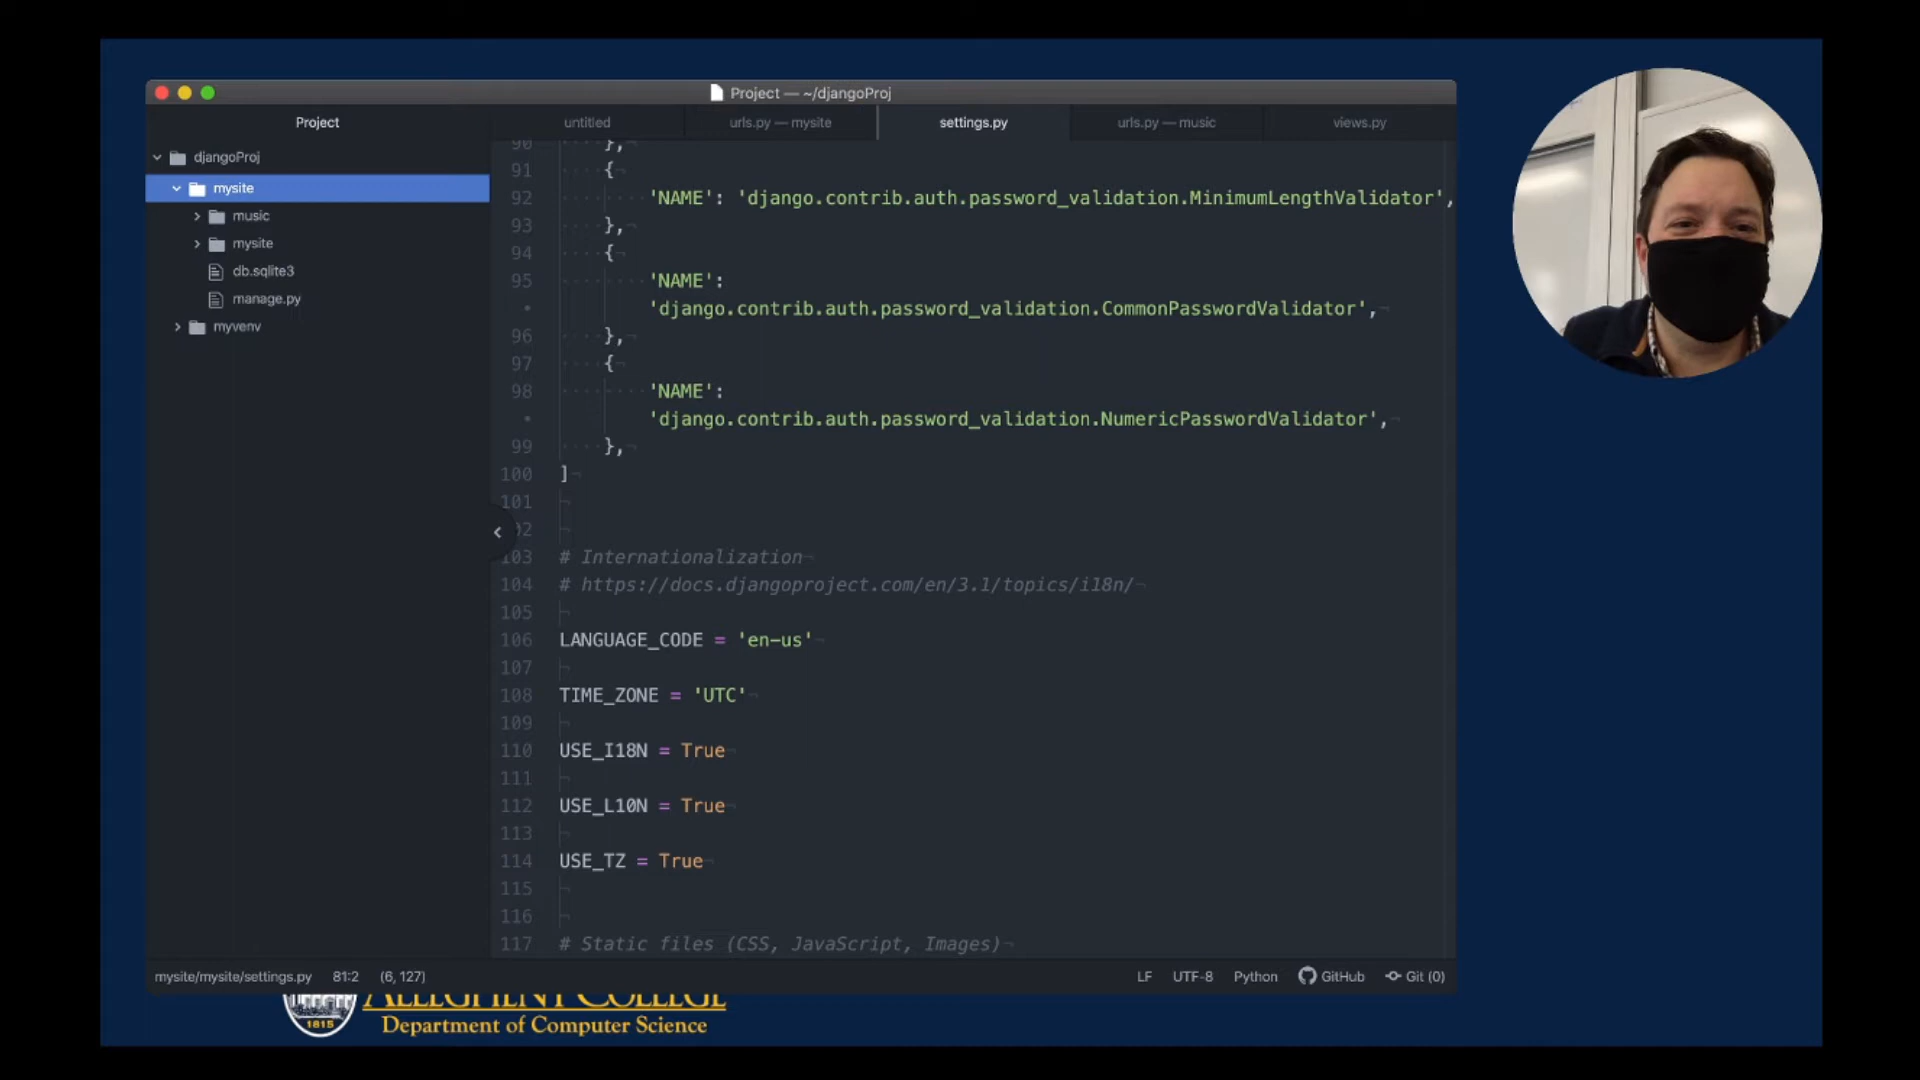 Project — ~/djangoProj
Project
untitled
urls.py — mysite
settings.py
urls.py — music
views.py
djangoProj
mysite
music
mysite
db.sqlite3
manage.py
myvenv
90 },
91 {
92 'NAME': 'django.contrib.auth.password_validation.MinimumLengthValidator',
93 },
94 {
95 'NAME':
'django.contrib.auth.password_validation.CommonPasswordValidator',
96 },
97 {
98 'NAME':
'django.contrib.auth.password_validation.NumericPasswordValidator',
99 },
100 ]
101
102
103 # Internationalization
104 # https://docs.djangoproject.com/en/3.1/topics/i18n/
105
106 LANGUAGE_CODE = 'en-us'
107
108 TIME_ZONE = 'UTC'
109
110 USE_I18N = True
111
112 USE_L10N = True
113
114 USE_TZ = True
115
116
117 # Static files (CSS, JavaScript, Images)
mysite/mysite/settings.py 81:2 (6, 127)
LF UTF-8 Python GitHub Git (0)
ALLEGHENY COLLEGE
1815
Department of Computer Science